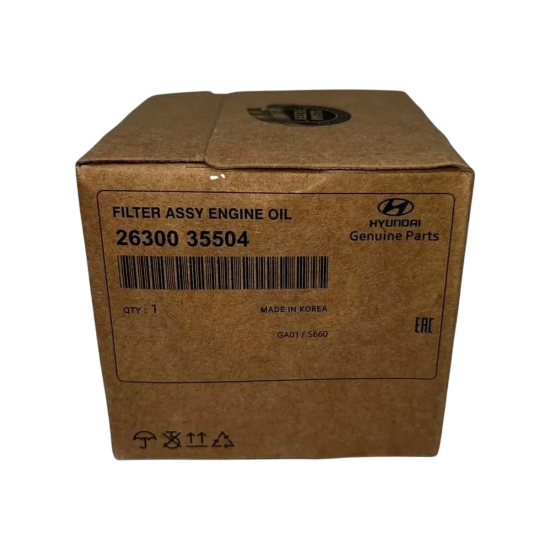 FILTER ASSY ENGINE OIL
26300 35504
HYUNDAI
Genuine Parts
QTY : 1
MADE IN KOREA
GA01 / S660
EAC